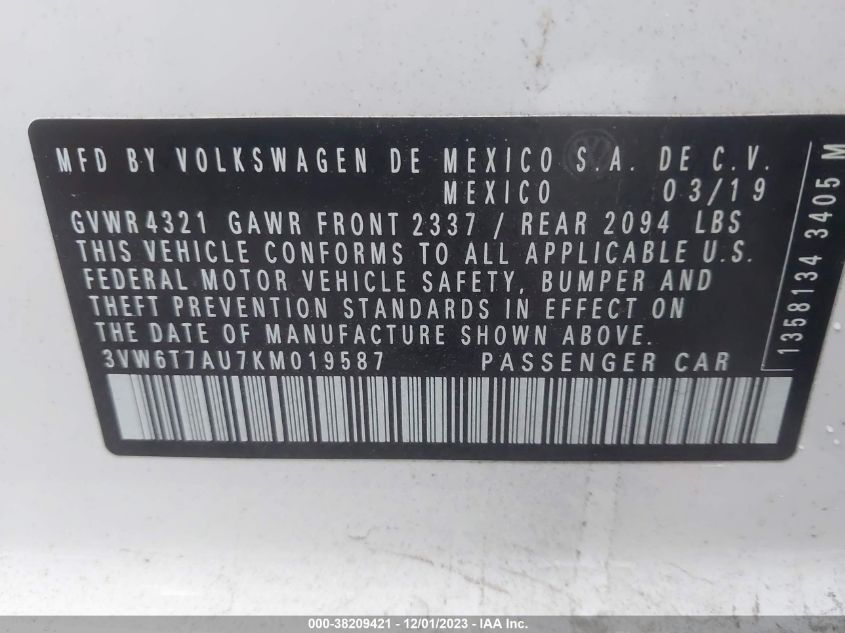 MFD BY VOLKSWAGEN DE MEXICO S.A. DE C.V.
MEXICO 03/19
GVWR 4321 GAWR FRONT 2337 / REAR 2094 LBS
THIS VEHICLE CONFORMS TO ALL APPLICABLE U.S.
FEDERAL MOTOR VEHICLE SAFETY, BUMPER AND
THEFT PREVENTION STANDARDS IN EFFECT ON
THE DATE OF MANUFACTURE SHOWN ABOVE.
3VW6T7AU7KM019587 PASSENGER CAR
1358134 3405 M
000-38209421 - 12/01/2023 - IAA Inc.